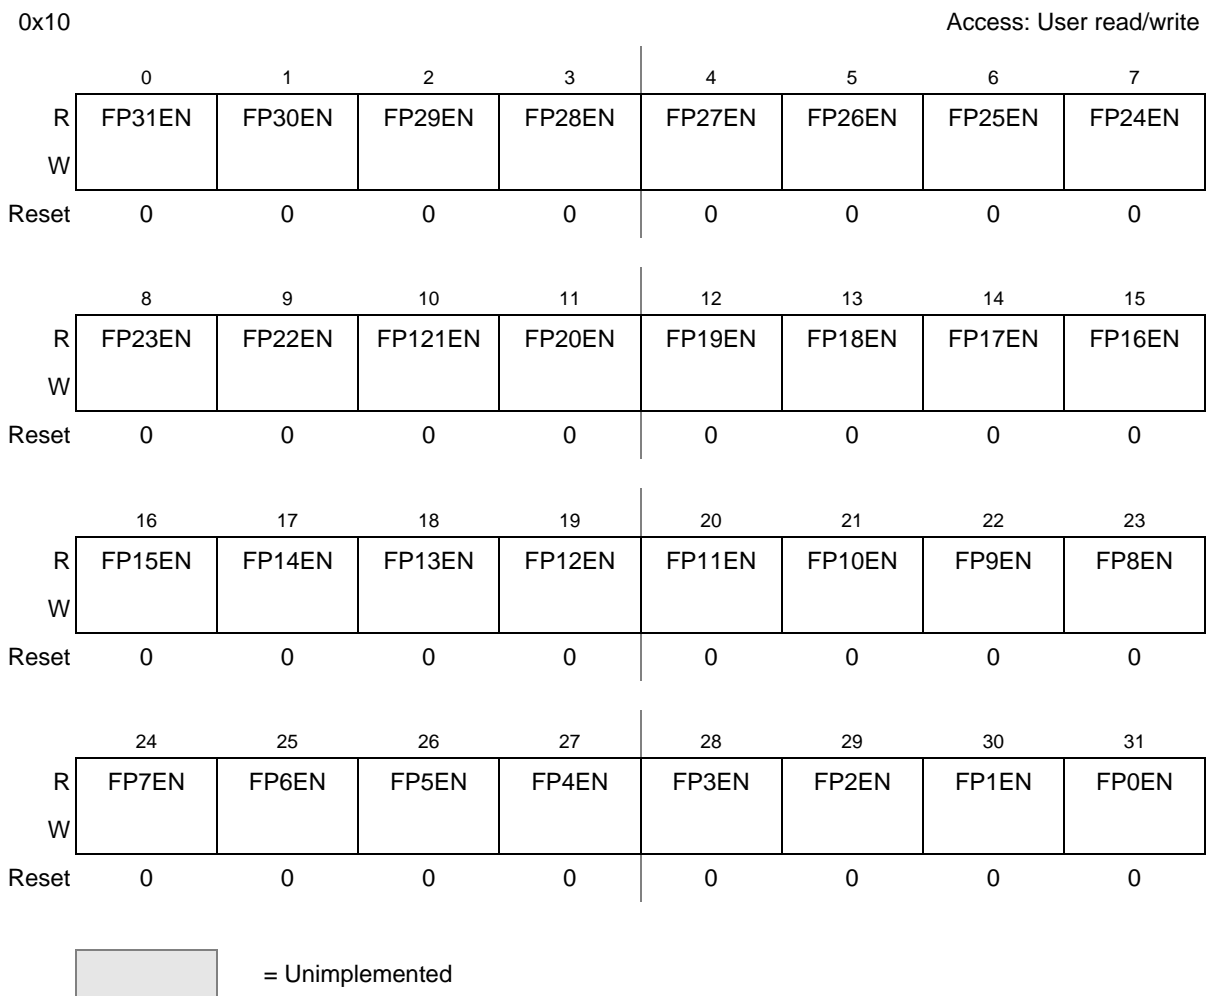 0x10 Access: User read/write
0 1 2 3 4 5 6 7
R FP31EN FP30EN FP29EN FP28EN FP27EN FP26EN FP25EN FP24EN
W
Reset 0 0 0 0 0 0 0 0
8 9 10 11 12 13 14 15
R FP23EN FP22EN FP121EN FP20EN FP19EN FP18EN FP17EN FP16EN
W
Reset 0 0 0 0 0 0 0 0
16 17 18 19 20 21 22 23
R FP15EN FP14EN FP13EN FP12EN FP11EN FP10EN FP9EN FP8EN
W
Reset 0 0 0 0 0 0 0 0
24 25 26 27 28 29 30 31
R FP7EN FP6EN FP5EN FP4EN FP3EN FP2EN FP1EN FP0EN
W
Reset 0 0 0 0 0 0 0 0
= Unimplemented